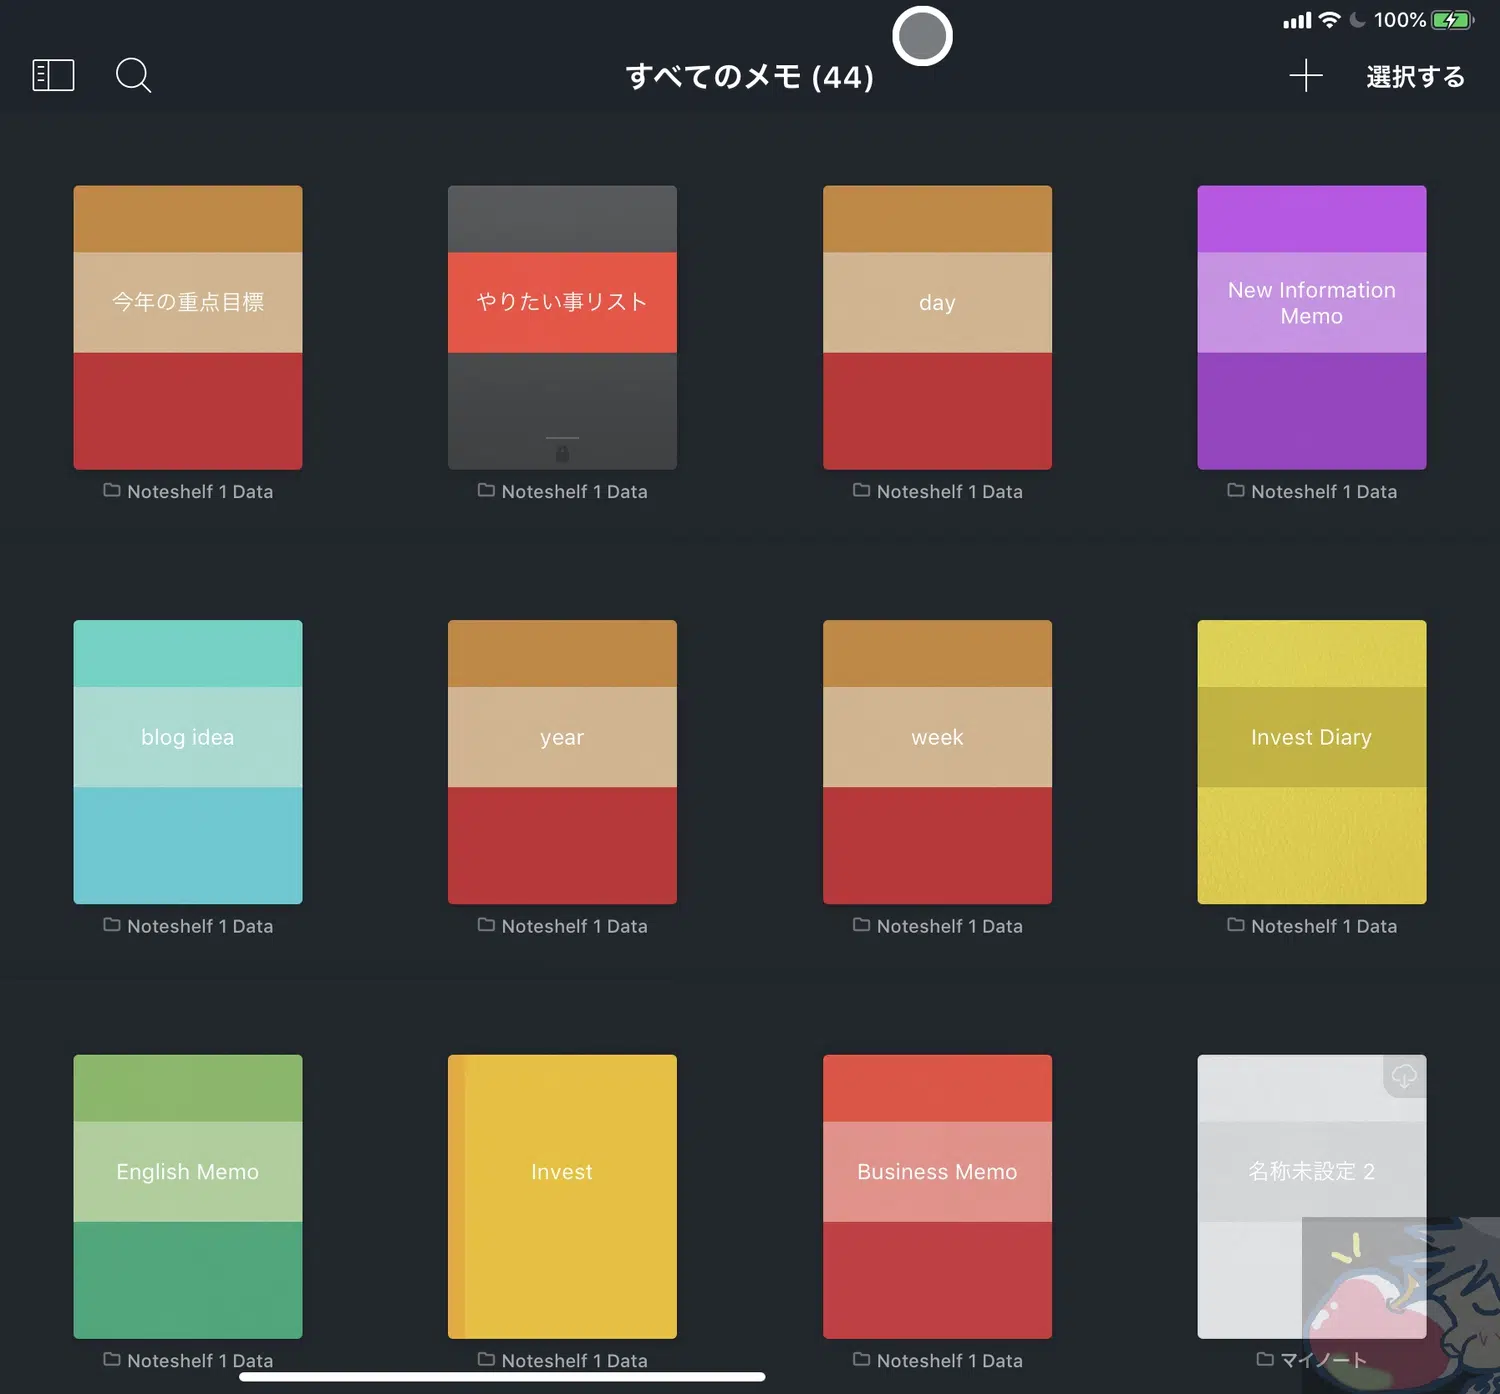 100%
すべてのメモ (44)
選択する
今年の重点目標
やりたい事リスト
day
New Information
Memo
Noteshelf 1 Data
Noteshelf 1 Data
Noteshelf 1 Data
Noteshelf 1 Data
blog idea
year
week
Invest Diary
Noteshelf 1 Data
Noteshelf 1 Data
Noteshelf 1 Data
Noteshelf 1 Data
English Memo
Invest
Business Memo
名称未設定 2
Noteshelf 1 Data
Noteshelf 1 Data
Noteshelf 1 Data
マイノート